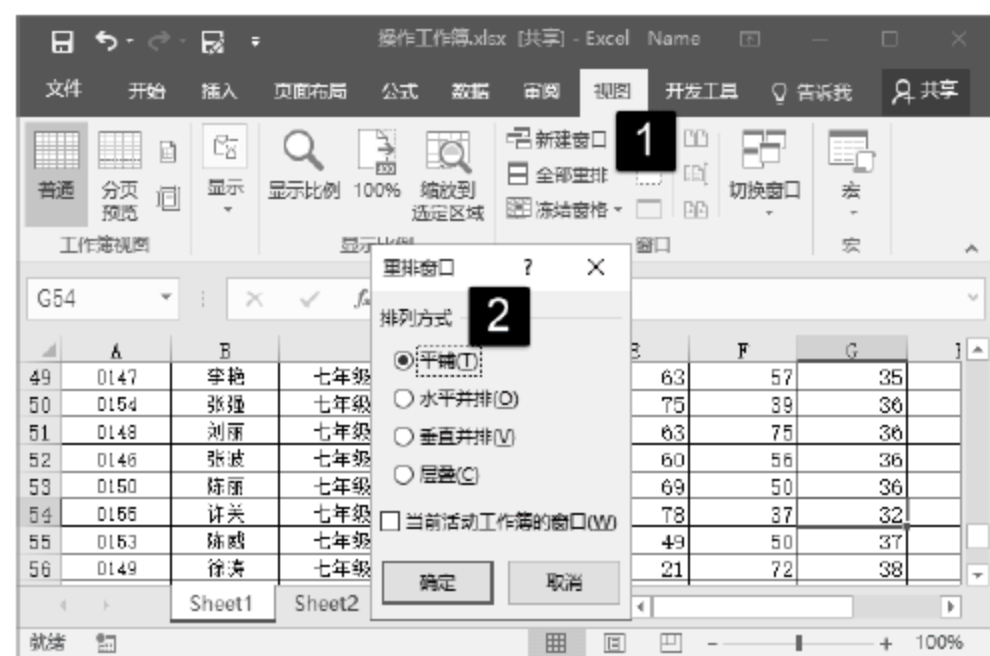 操作工作簿.xlsx [共享] - Excel Name
文件 开始 插入 页面布局 公式 数据 审阅 视图 开发工具 告诉我 共享
普通 分页预览 显示 显示比例 100% 缩放到选定区域 新建窗口 全部重排 冻结窗格 1 切换窗口 宏
工作簿视图 窗口 宏
重排窗口 ? ×
G54
排列方式 2
平铺(T)
水平并排(O)
垂直并排(V)
层叠(C)
当前活动工作簿的窗口(W)
确定 取消
A B F G
49 0147 李艳 七年级 63 57 35
50 0154 张强 七年级 75 39 36
51 0148 刘丽 七年级 63 75 36
52 0146 张波 七年级 60 56 36
53 0150 陈丽 七年级 69 50 36
54 0155 许关 七年级 78 37 32
55 0153 陈威 七年级 49 50 37
56 0149 徐涛 七年级 21 72 38
Sheet1 Sheet2
就绪 100%